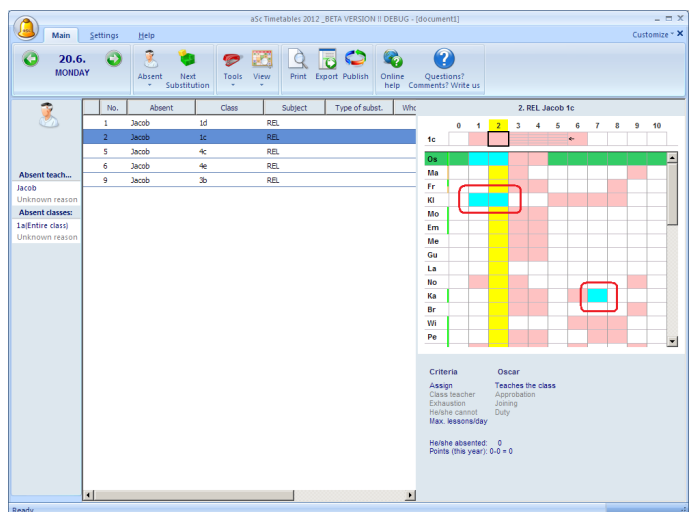 aSc Timetables 2012 _BETA VERSION II DEBUG - [document1]
Main Settings Help Customize
20.6.
MONDAY
Absent
Next Substitution
Tools
View
Print
Export
Publish
Online help
Questions? Comments? Write us
No. Absent Class Subject Type of subst. Who
1 Jacob 1d REL
2 Jacob 1c REL
5 Jacob 4c REL
6 Jacob 4e REL
9 Jacob 3b REL
Absent teach...
Jacob
Unknown reason
Absent classes:
1a(Entire class)
Unknown reason
2. REL Jacob 1c
0 1 2 3 4 5 6 7 8 9 10
1c
Os
Ma
Fr
Kl
Mo
Em
Me
Gu
La
No
Ka
Br
Wi
Pe
Criteria Oscar
Assign Teaches the class
Class teacher Approbation
Exhaustion Joining
He/she cannot Duty
Max. lessons/day
He/she absented: 0
Points (this year): 0-0 = 0
Ready